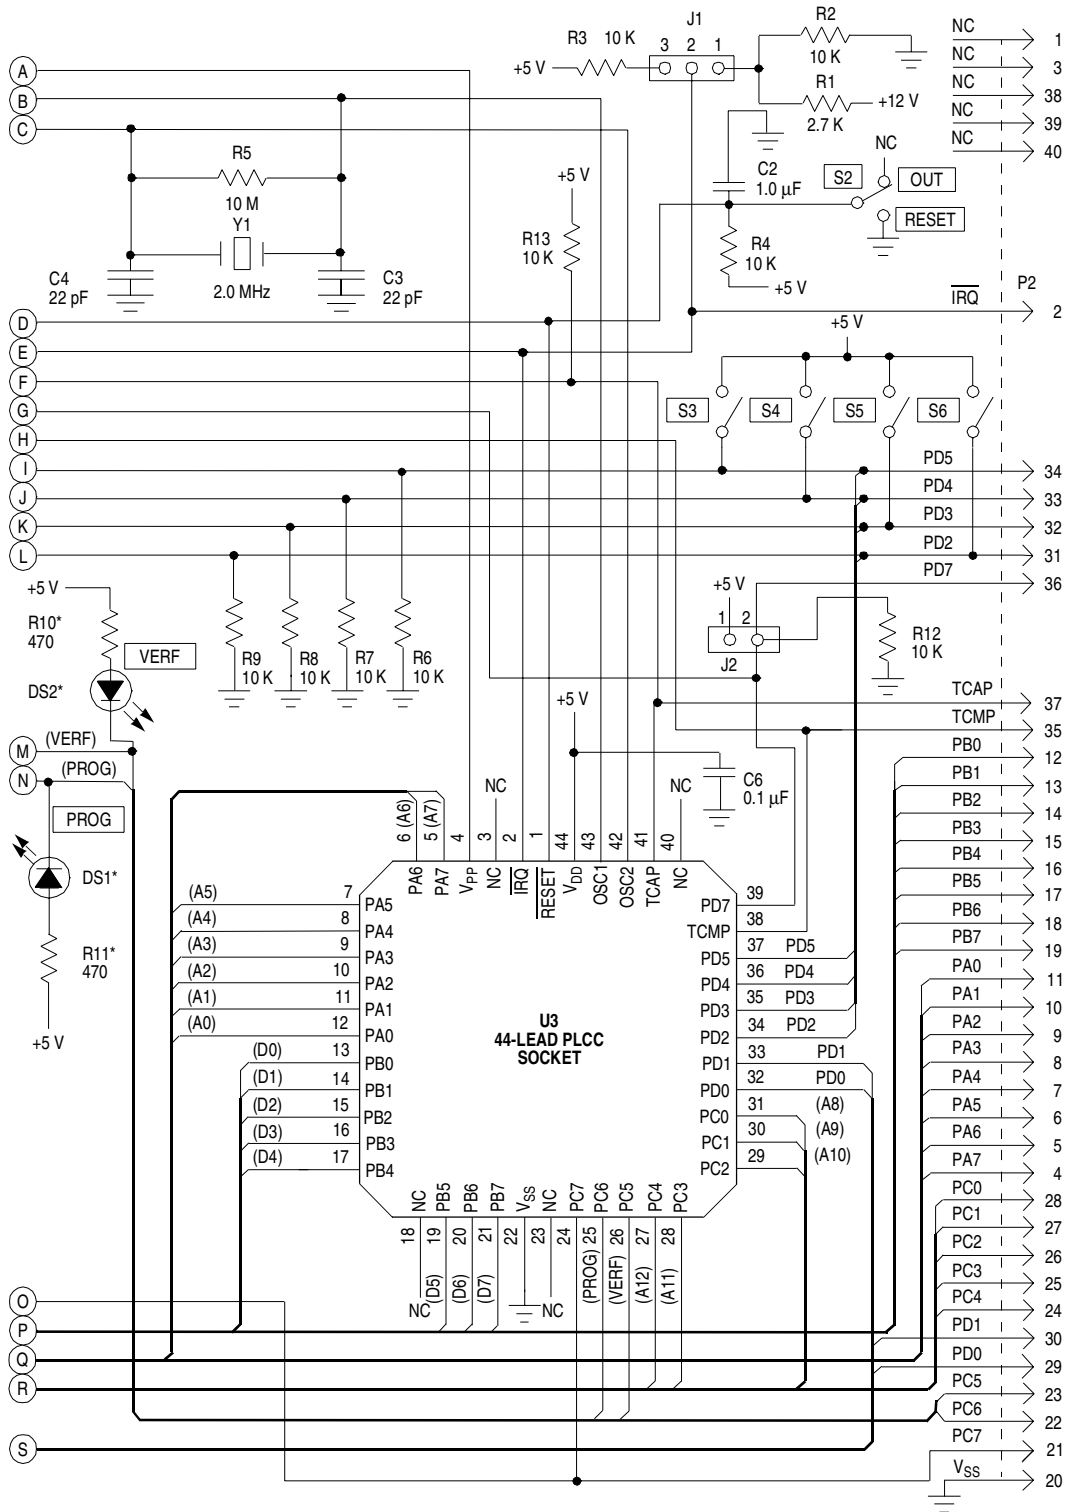 J1
R3 10 K
3 2 1
+5 V
R2
10 K
R1
2.7 K
+12 V
NC
1
NC
3
NC
38
NC
39
NC
40
A
B
C
R5
10 M
Y1
2.0 MHz
C4
22 pF
C3
22 pF
+5 V
R13
10 K
C2
1.0 µF
R4
10 K
+5 V
NC
S2
OUT
RESET
P2
IRQ
2
D
E
F
G
H
I
J
K
L
+5 V
S3
S4
S5
S6
PD5
34
PD4
33
PD3
32
PD2
31
PD7
36
+5 V
R10*
470
VERF
DS2*
R9
10 K
R8
10 K
R7
10 K
R6
10 K
+5 V
1 2
J2
R12
10 K
+5 V
C6
0.1 µF
TCAP
37
TCMP
35
M
(VERF)
N
(PROG)
PROG
DS1*
R11*
470
+5 V
PB0
12
PB1
13
PB2
14
PB3
15
PB4
16
PB5
17
PB6
18
PB7
19
PA0
11
PA1
10
PA2
9
PA3
8
PA4
7
PA5
6
PA6
5
PA7
4
PC0
28
PC1
27
PC2
26
PC3
25
PC4
24
PD1
30
PD0
29
PC5
23
PC6
22
PC7
21
VSS
20
NC
NC
6 (A6)
5 (A7)
4
3
2
1
44
43
42
41
40
PA6
PA7
VPP
NC
IRQ
RESET
VDD
OSC1
OSC2
TCAP
NC
(A5) 7 PA5
(A4) 8 PA4
(A3) 9 PA3
(A2) 10 PA2
(A1) 11 PA1
(A0) 12 PA0
(D0) 13 PB0
(D1) 14 PB1
(D2) 15 PB2
(D3) 16 PB3
(D4) 17 PB4
U3
44-LEAD PLCC
SOCKET
PD7 39
TCMP 38
PD5 37 PD5
PD4 36 PD4
PD3 35 PD3
PD2 34 PD2
PD1 33 PD1
PD0 32 PD0
PC0 31 (A8)
PC1 30 (A9)
PC2 29 (A10)
NC
PB5
PB6
PB7
VSS
NC
PC7
PC6
PC5
PC4
PC3
18
19
20
21
22
23
24
25
26
27
28
NC
(D5)
(D6)
(D7)
NC
(PROG)
(VERF)
(A12)
(A11)
O
P
Q
R
S